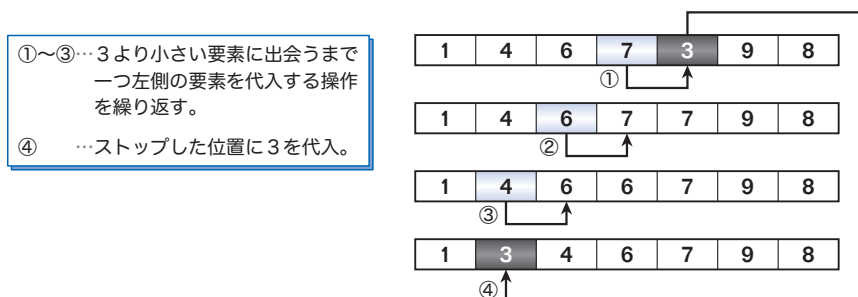 ①～③…３より小さい要素に出会うまで
一つ左側の要素を代入する操作
を繰り返す。
④ …ストップした位置に３を代入。
1 4 6 7 3 9 8
①
1 4 6 7 7 9 8
②
1 4 6 6 7 9 8
③
1 3 4 6 7 9 8
④